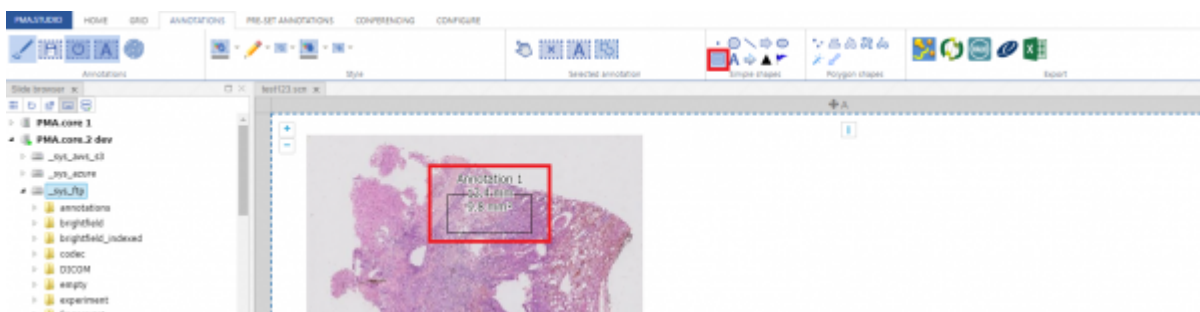 PMA.STUDIO HOME GRID ANNOTATIONS PRE-SET ANNOTATIONS CONFERENCING CONFIGURE
Annotations Style Selected annotation Simple shapes Polygon shapes Export
Slide browser test123.scn
A
PMA.core 1
PMA.core.2 dev
_sys_aws_s3
_sys_azure
_sys_ftp
annotations
brightfield
brightfield_indexed
codec
DICOM
empty
experiment
Annotation 1